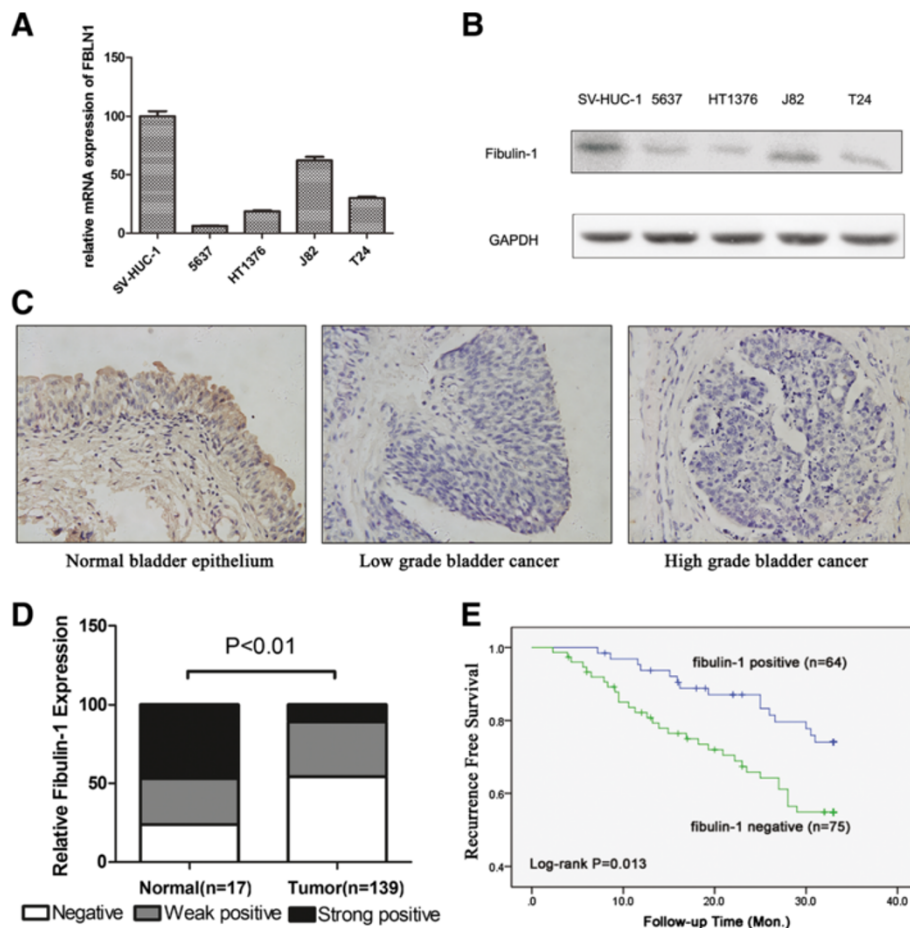 A
relative mRNA expression of FBLN1
150
100
50
0
SV-HUC-1
5637
HT1376
J82
T24
B
SV-HUC-1 5637 HT1376 J82 T24
Fibulin-1
GAPDH
C
Normal bladder epithelium
Low grade bladder cancer
High grade bladder cancer
D
Relative Fibulin-1 Expression
150
100
50
0
P<0.01
Normal(n=17) Tumor(n=139)
Negative Weak positive Strong positive
E
Recurrence Free Survival
1.0
0.8
0.6
0.4
fibulin-1 positive (n=64)
fibulin-1 negative (n=75)
Log-rank P=0.013
.0 10.0 20.0 30.0 40.0
Follow-up Time (Mon.)